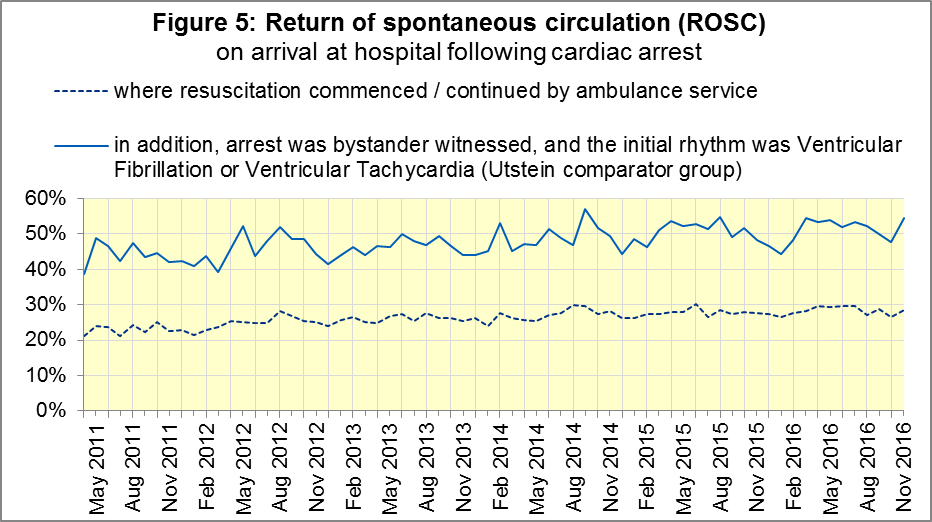 Figure 5: Return of spontaneous circulation (ROSC)
on arrival at hospital following cardiac arrest
where resuscitation commenced / continued by ambulance service
in addition, arrest was bystander witnessed, and the initial rhythm was Ventricular
Fibrillation or Ventricular Tachycardia (Utstein comparator group)
60%
50%
40%
30%
20%
10%
0%
May 2011
Aug 2011
Nov 2011
Feb 2012
May 2012
Aug 2012
Nov 2012
Feb 2013
May 2013
Aug 2013
Nov 2013
Feb 2014
May 2014
Aug 2014
Nov 2014
Feb 2015
May 2015
Aug 2015
Nov 2015
Feb 2016
May 2016
Aug 2016
Nov 2016